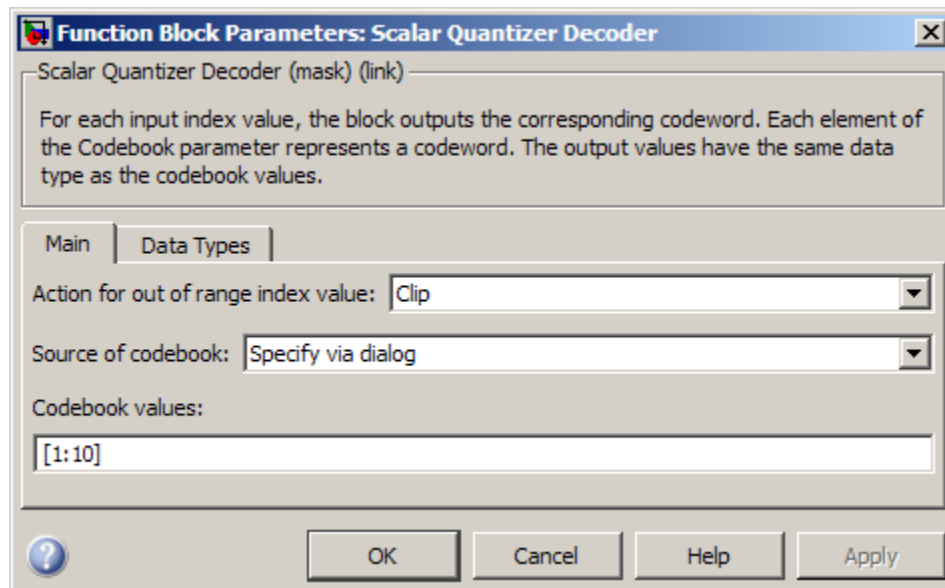 Function Block Parameters: Scalar Quantizer Decoder
Scalar Quantizer Decoder (mask) (link)
For each input index value, the block outputs the corresponding codeword. Each element of
the Codebook parameter represents a codeword. The output values have the same data
type as the codebook values.
Main Data Types
Action for out of range index value: Clip
Source of codebook: Specify via dialog
Codebook values:
[1:10]
OK Cancel Help Apply